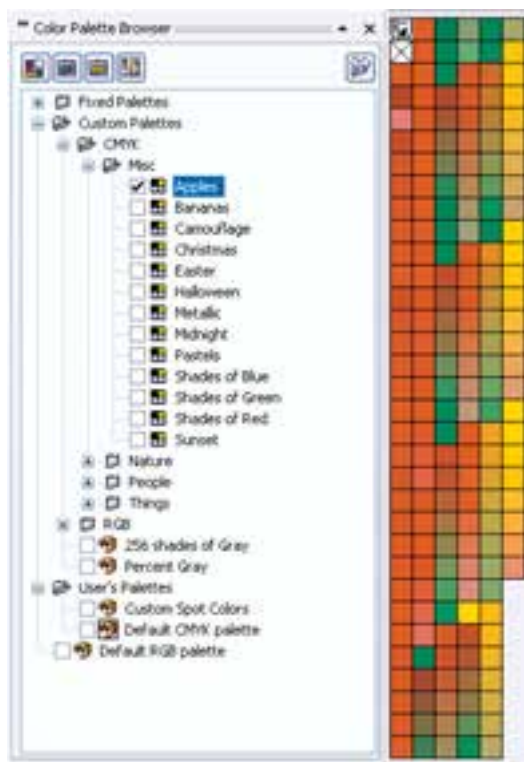 Color Palette Browser
Fixed Palettes
Custom Palettes
CMYK
Misc
Apples
Bananas
Camouflage
Christmas
Easter
Halloween
Metallic
Midnight
Pastels
Shades of Blue
Shades of Green
Shades of Red
Sunset
Nature
People
Things
RGB
256 shades of Gray
Percent Gray
User's Palettes
Custom Spot Colors
Default CMYK palette
Default RGB palette